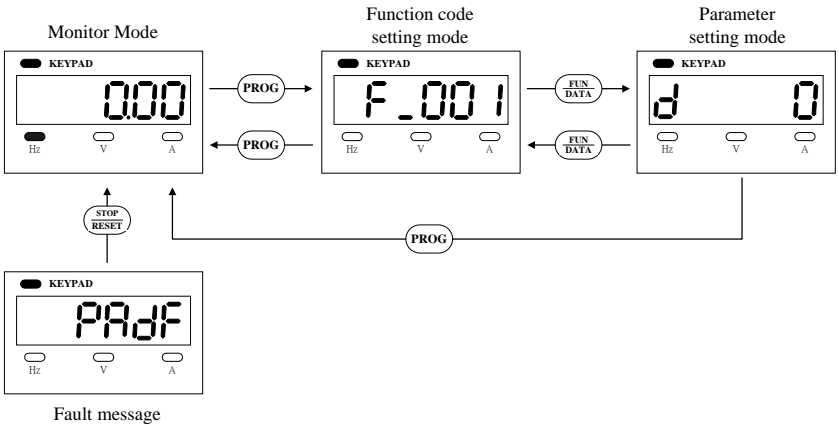 Monitor Mode
Function code
setting mode
Parameter
setting mode
KEYPAD
0.00
Hz V A
PROG
PROG
KEYPAD
F_001
Hz V A
FUN
DATA
FUN
DATA
KEYPAD
d 0
Hz V A
STOP
RESET
PROG
KEYPAD
PAdF
Hz V A
Fault message